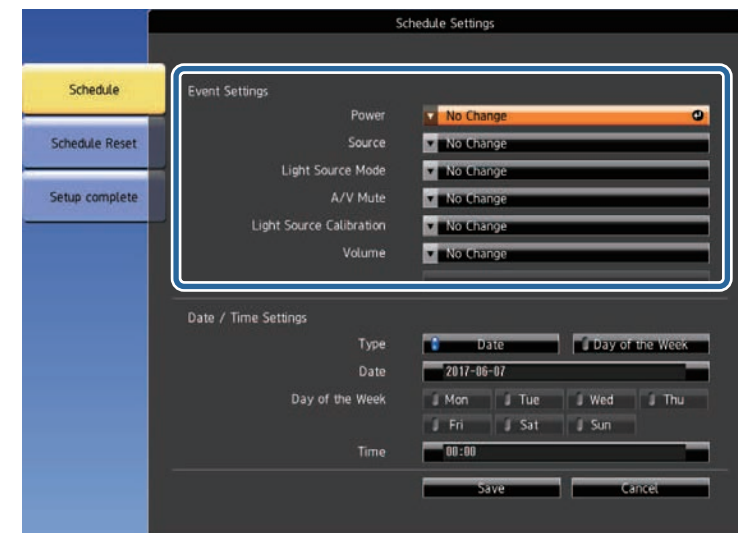 Schedule Settings
Schedule
Schedule Reset
Setup complete
Event Settings
Power No Change
Source No Change
Light Source Mode No Change
A/V Mute No Change
Light Source Calibration No Change
Volume No Change
Date / Time Settings
Type Date Day of the Week
Date 2017-06-07
Day of the Week Mon Tue Wed Thu
Fri Sat Sun
Time 00:00
Save Cancel